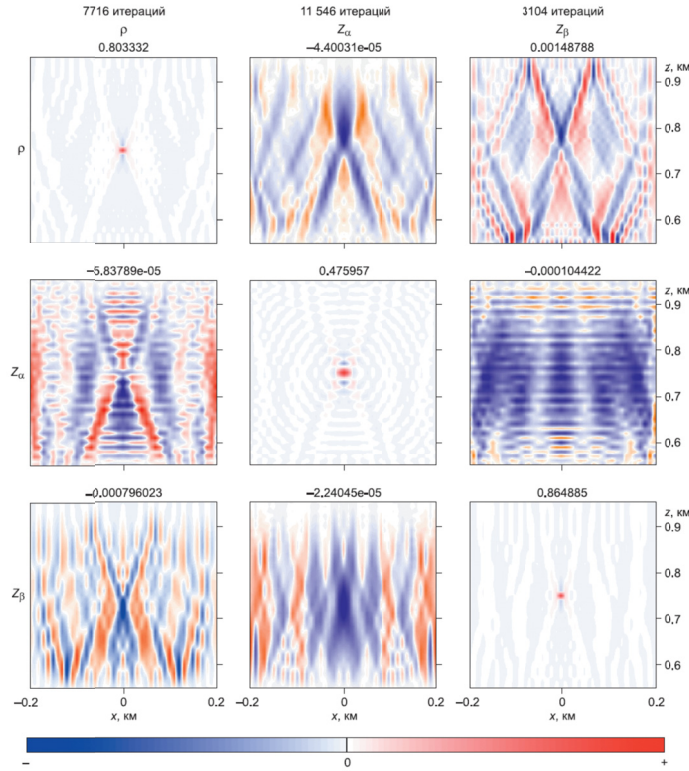 7716 итераций 11 546 итераций 3104 итераций
ρ Zα Zβ
0.803332 −4.40031e-05 0.00148788
z, км
0.9
0.8
0.7
0.6
ρ
0
−5.83789e-05 0.475957 −0.000104422
z, км
0.9
0,8
0.7
0.6
Zα
0
−0.000796023 −2.24045e-05 0.864885
z, км
0.9
0,8
0,7
0,6
Zβ
−0.2 0 0.2 −0.2 0 0.2 −0.2 0 0.2
x, км x, км x, км
− 0 +